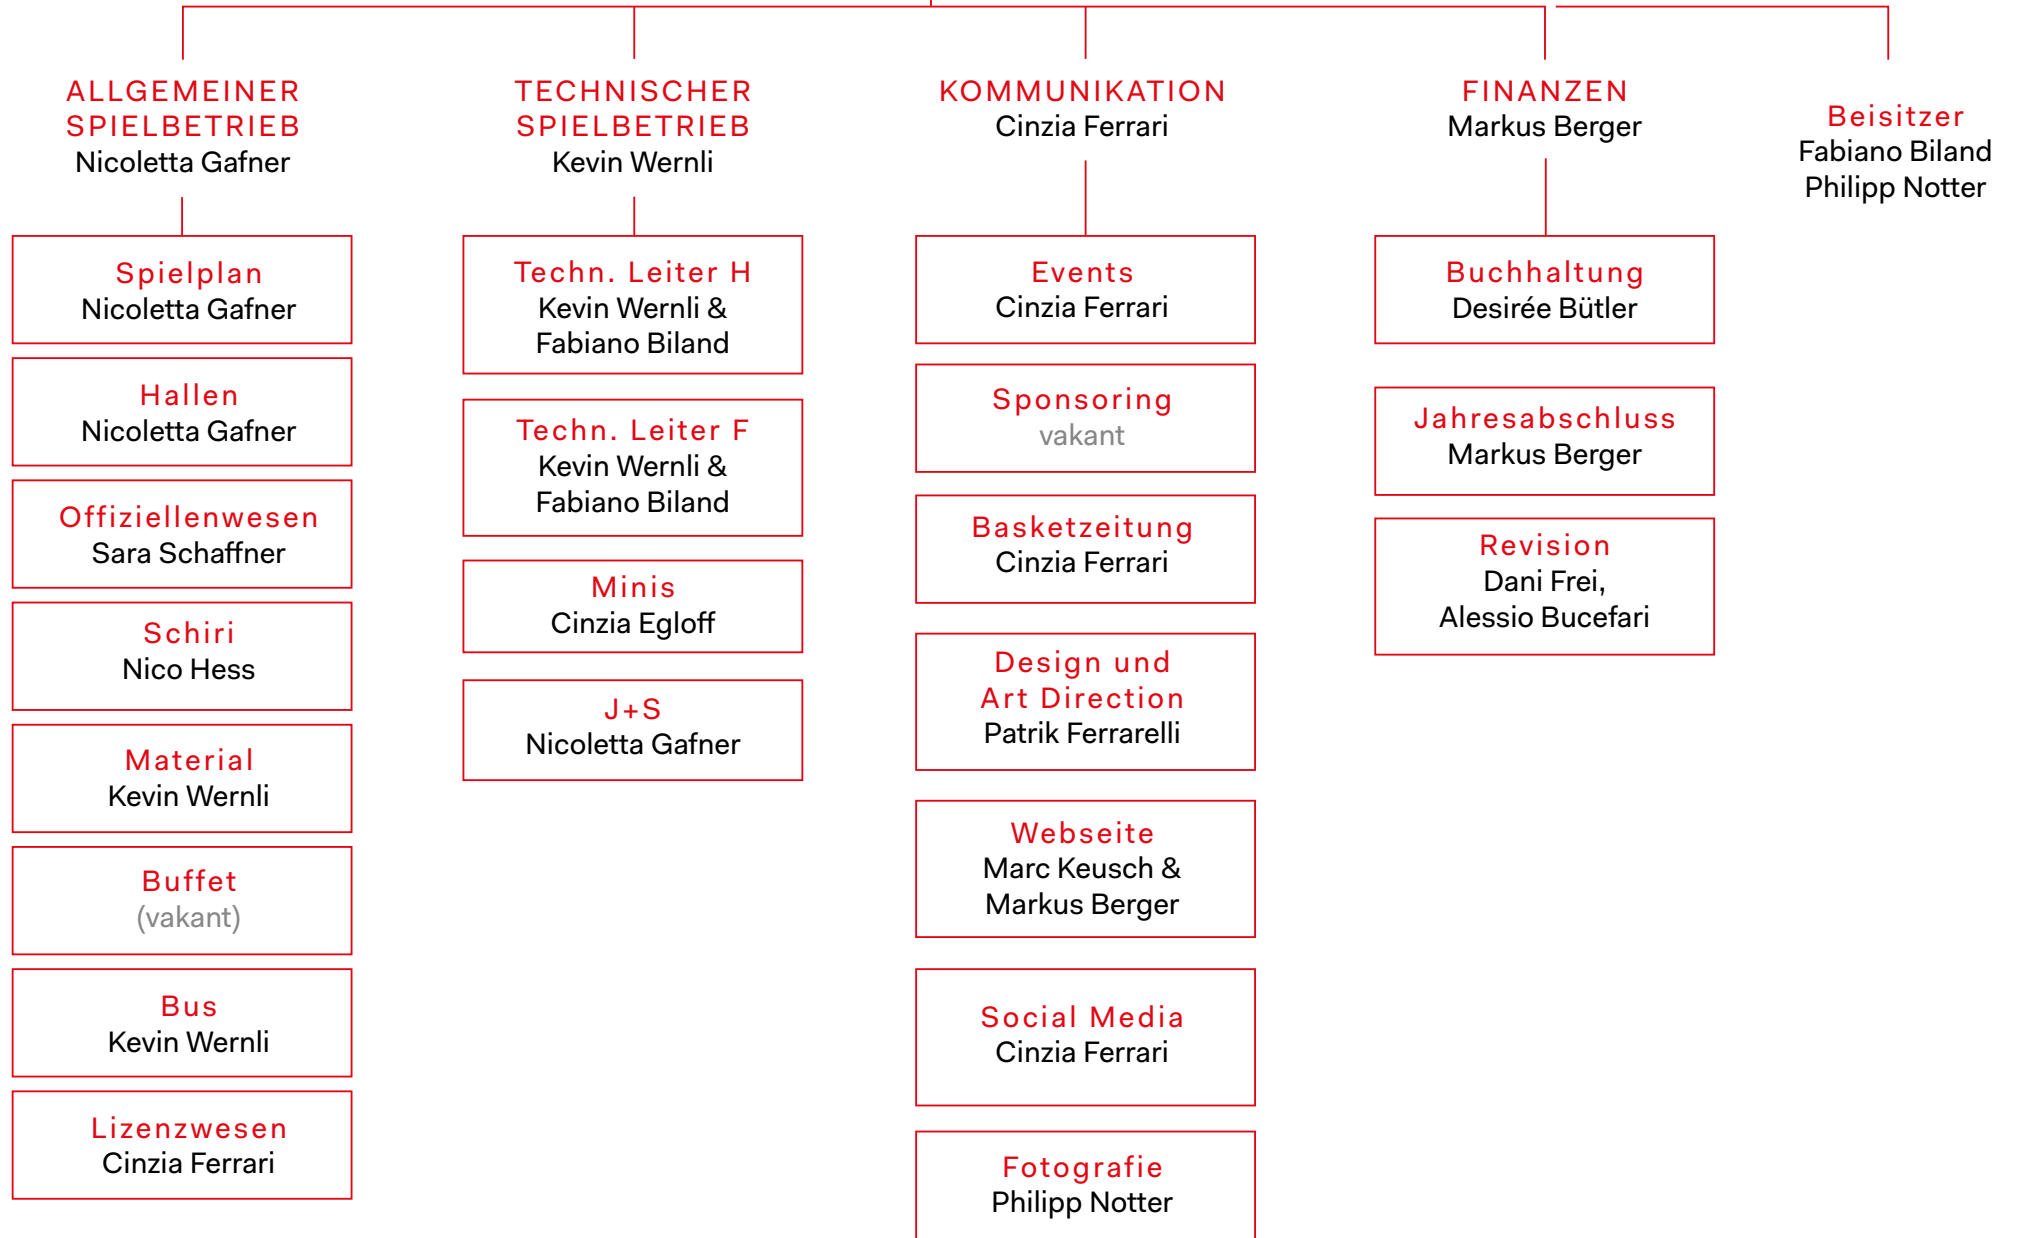 ALLGEMEINER
SPIELBETRIEB
Nicoletta Gafner
Spielplan
Nicoletta Gafner
Hallen
Nicoletta Gafner
Offiziellenwesen
Sara Schaffner
Schiri
Nico Hess
Material
Kevin Wernli
Buffet
(vakant)
Bus
Kevin Wernli
Lizenzwesen
Cinzia Ferrari
TECHNISCHER
SPIELBETRIEB
Kevin Wernli
Techn. Leiter H
Kevin Wernli &
Fabiano Biland
Techn. Leiter F
Kevin Wernli &
Fabiano Biland
Minis
Cinzia Egloff
J+S
Nicoletta Gafner
KOMMUNIKATION
Cinzia Ferrari
Events
Cinzia Ferrari
Sponsoring
vakant
Basketzeitung
Cinzia Ferrari
Design und
Art Direction
Patrik Ferrarelli
Webseite
Marc Keusch &
Markus Berger
Social Media
Cinzia Ferrari
Fotografie
Philipp Notter
FINANZEN
Markus Berger
Buchhaltung
Desirée Bütler
Jahresabschluss
Markus Berger
Revision
Dani Frei,
Alessio Bucefari
Beisitzer
Fabiano Biland
Philipp Notter